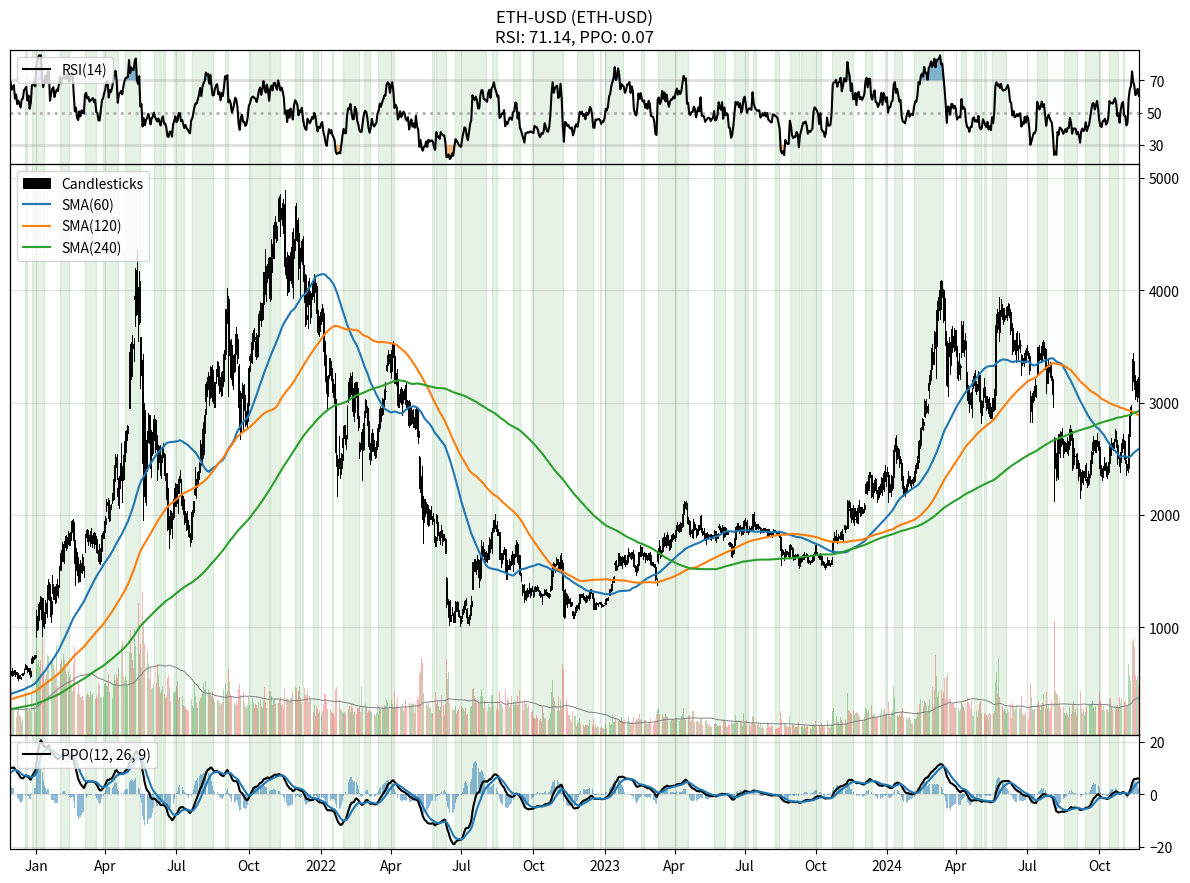 ETH-USD (ETH-USD)
RSI: 71.14, PPO: 0.07
RSI(14)
70
50
30
Candlesticks
SMA(60)
SMA(120)
SMA(240)
5000
4000
3000
2000
1000
PPO(12, 26, 9)
20
0
−20
Jan Apr Jul Oct 2022 Apr Jul Oct 2023 Apr Jul Oct 2024 Apr Jul Oct